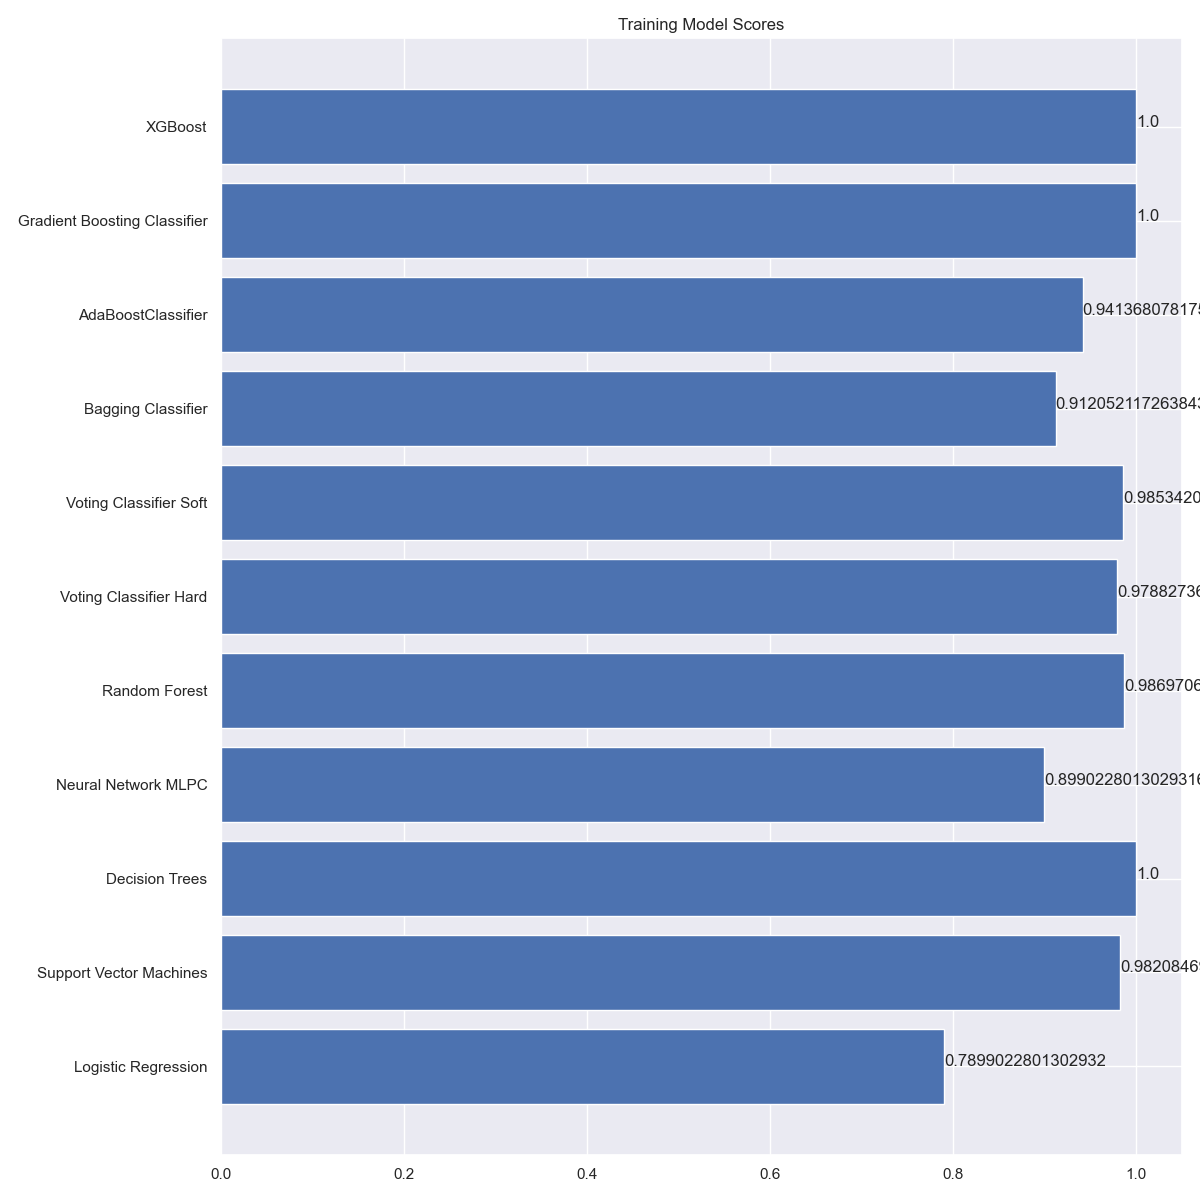 Training Model Scores
XGBoost 1.0
Gradient Boosting Classifier 1.0
AdaBoostClassifier 0.941368078175
Bagging Classifier 0.912052117263843
Voting Classifier Soft 0.9853420
Voting Classifier Hard 0.97882736
Random Forest 0.9869706
Neural Network MLPC 0.8990228013029316
Decision Trees 1.0
Support Vector Machines 0.98208469
Logistic Regression 0.7899022801302932
0.0 0.2 0.4 0.6 0.8 1.0